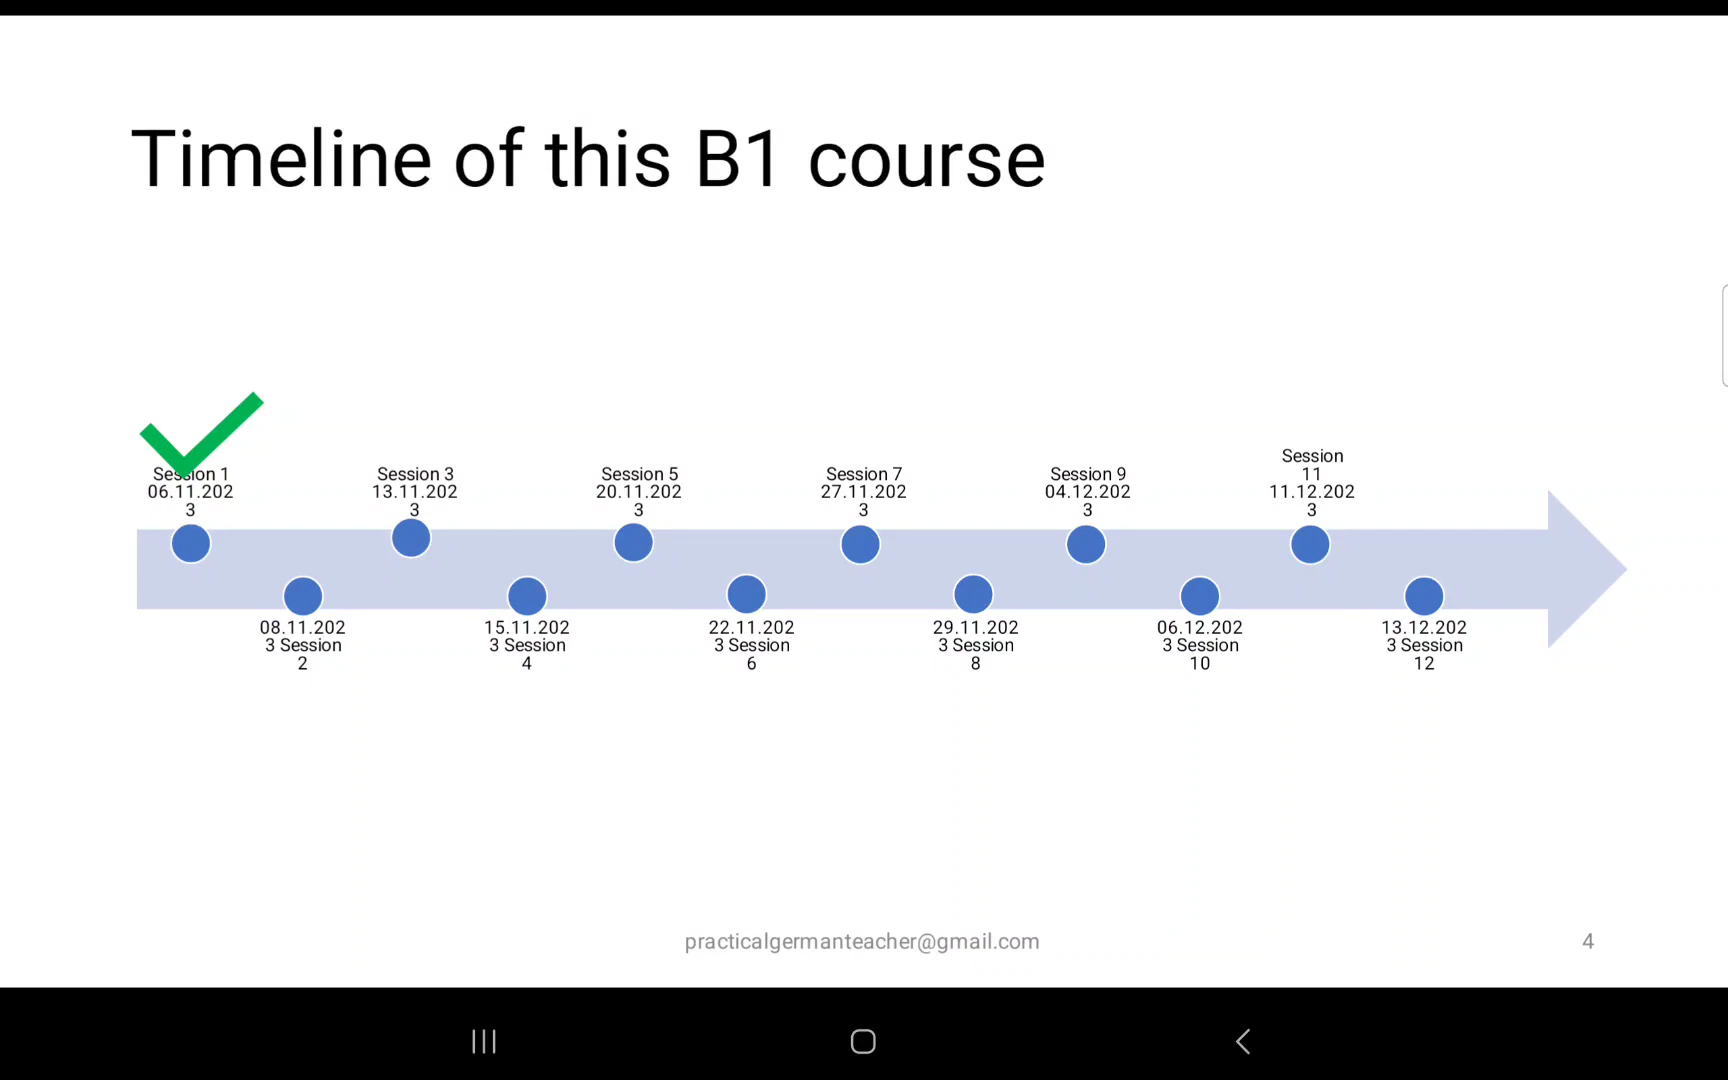 Timeline of this B1 course
Session 1
06.11.202
3
Session 3
13.11.202
3
Session 5
20.11.202
3
Session 7
27.11.202
3
Session 9
04.12.202
3
Session
11
11.12.202
3
08.11.202
3 Session
2
15.11.202
3 Session
4
22.11.202
3 Session
6
29.11.202
3 Session
8
06.12.202
3 Session
10
13.12.202
3 Session
12
practicalgermanteacher@gmail.com
4